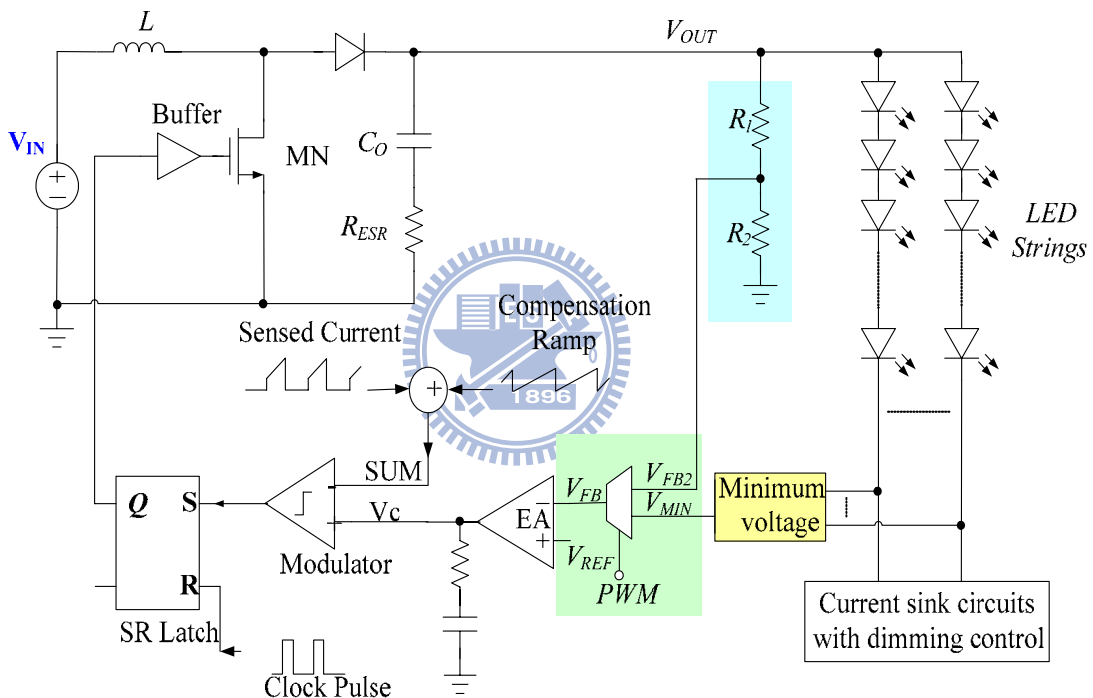 L
V_OUT
Buffer
V_IN
+
−
MN
C_O
R_ESR
R_1
R_2
LED
Strings
Sensed Current
Compensation
Ramp
+
1896
SUM
Vc
Modulator
Q
S
R
SR Latch
Clock Pulse
EA
−
+
V_FB
V_FB2
V_MIN
V_REF
PWM
Minimum
voltage
Current sink circuits
with dimming control